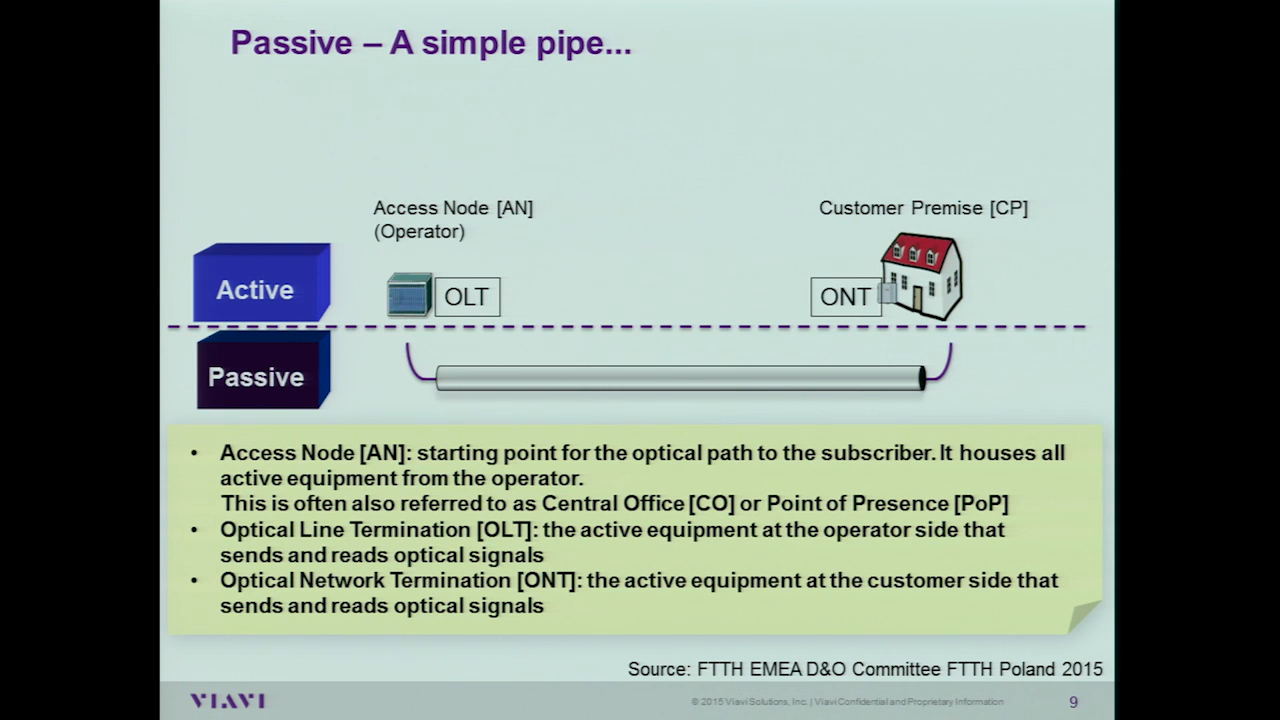 Passive – A simple pipe...
Access Node [AN]
(Operator)
Customer Premise [CP]
Active
OLT
ONT
Passive
• Access Node [AN]: starting point for the optical path to the subscriber. It houses all
active equipment from the operator.
This is often also referred to as Central Office [CO] or Point of Presence [PoP]
• Optical Line Termination [OLT]: the active equipment at the operator side that
sends and reads optical signals
• Optical Network Termination [ONT]: the active equipment at the customer side that
sends and reads optical signals
Source: FTTH EMEA D&O Committee FTTH Poland 2015
VIAVI
© 2015 Viavi Solutions, Inc. | Viavi Confidential and Proprietary Information
9